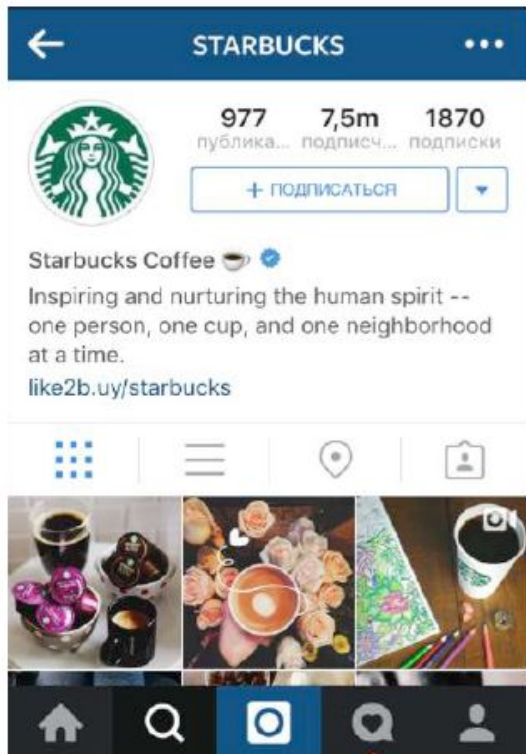 STARBUCKS
977 7,5m 1870
публика... подписч... подписки
+ ПОДПИСАТЬСЯ
Starbucks Coffee
Inspiring and nurturing the human spirit --
one person, one cup, and one neighborhood
at a time.
like2b.uy/starbucks